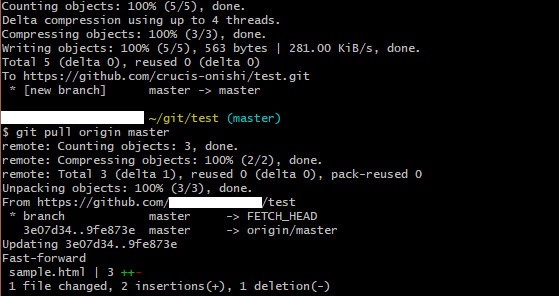 Counting objects: 100% (5/5), done.
Delta compression using up to 4 threads.
Compressing objects: 100% (3/3), done.
Writing objects: 100% (5/5), 563 bytes | 281.00 KiB/s, done.
Total 5 (delta 0), reused 0 (delta 0)
To https://github.com/crucis-onishi/test.git
 * [new branch]      master -> master
~/git/test (master)
$ git pull origin master
remote: Counting objects: 3, done.
remote: Compressing objects: 100% (2/2), done.
remote: Total 3 (delta 1), reused 0 (delta 0), pack-reused 0
Unpacking objects: 100% (3/3), done.
From https://github.com/ /test
 * branch            master     -> FETCH_HEAD
   3e07d34..9fe873e  master     -> origin/master
Updating 3e07d34..9fe873e
Fast-forward
 sample.html | 3 ++-
 1 file changed, 2 insertions(+), 1 deletion(-)